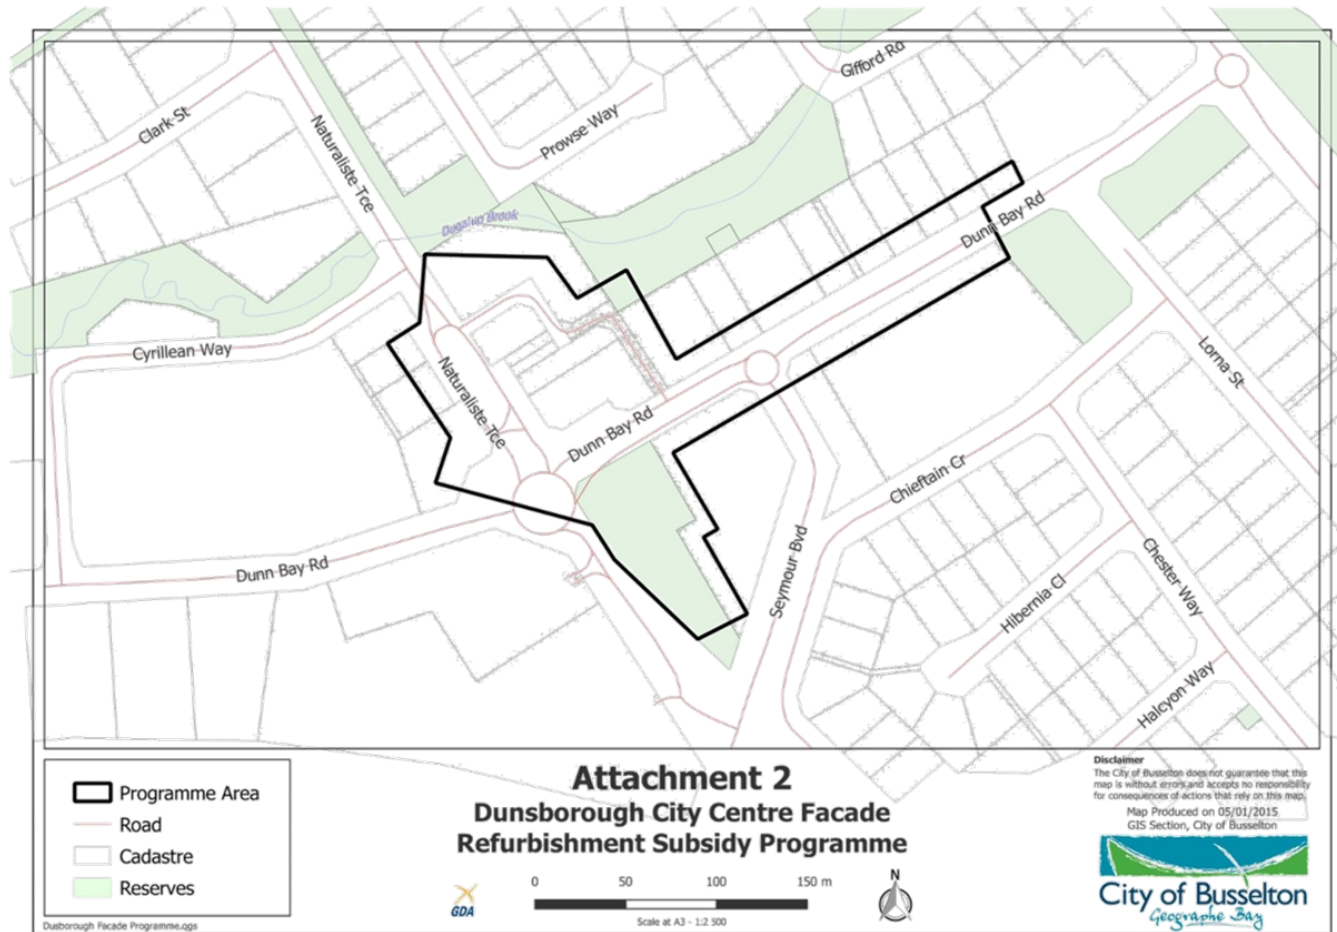 Gifford Rd
Clark St
Naturaliste Tce
Prowse Way
Dugalup Brook
Dunn Bay Rd
Cyrillean Way
Lorna St
Naturaliste Tce
Dunn Bay Rd
Chieftain Cr
Seymour Bvd
Chester Way
Dunn Bay Rd
Hibernia Cl
Halcyon Way
Programme Area
Road
Cadastre
Reserves
Dusborough Facade Programme.qgs
Attachment 2
Dunsborough City Centre Facade
Refurbishment Subsidy Programme
GDA
0 50 100 150 m
Scale at A3 - 1:2 500
N
Disclaimer
The City of Busselton does not guarantee that this
map is without errors and accepts no responsibility
for consequences of actions that rely on this map.
Map Produced on 05/01/2015
GIS Section, City of Busselton
City of Busselton
Geographe Bay